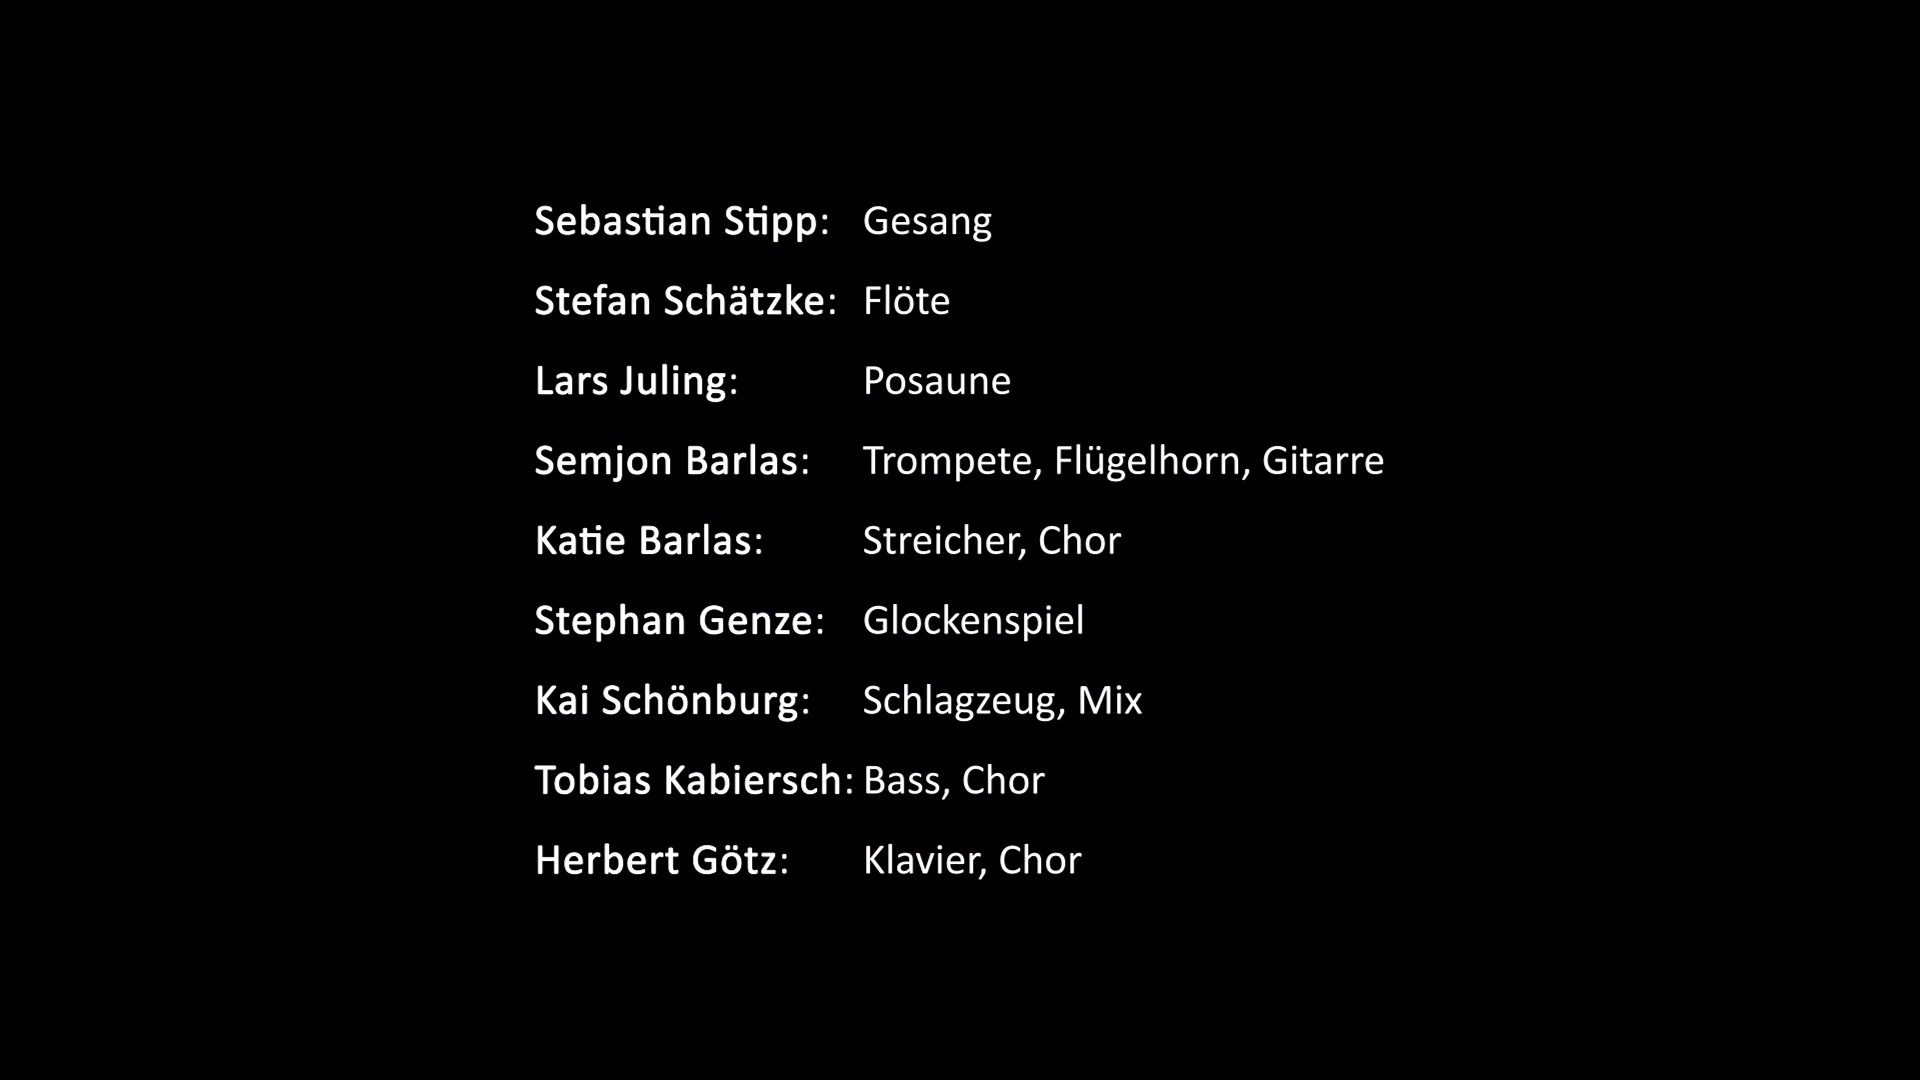 Sebastian Stipp: Gesang
Stefan Schätzke: Flöte
Lars Juling: Posaune
Semjon Barlas: Trompete, Flügelhorn, Gitarre
Katie Barlas: Streicher, Chor
Stephan Genze: Glockenspiel
Kai Schönburg: Schlagzeug, Mix
Tobias Kabiersch: Bass, Chor
Herbert Götz: Klavier, Chor